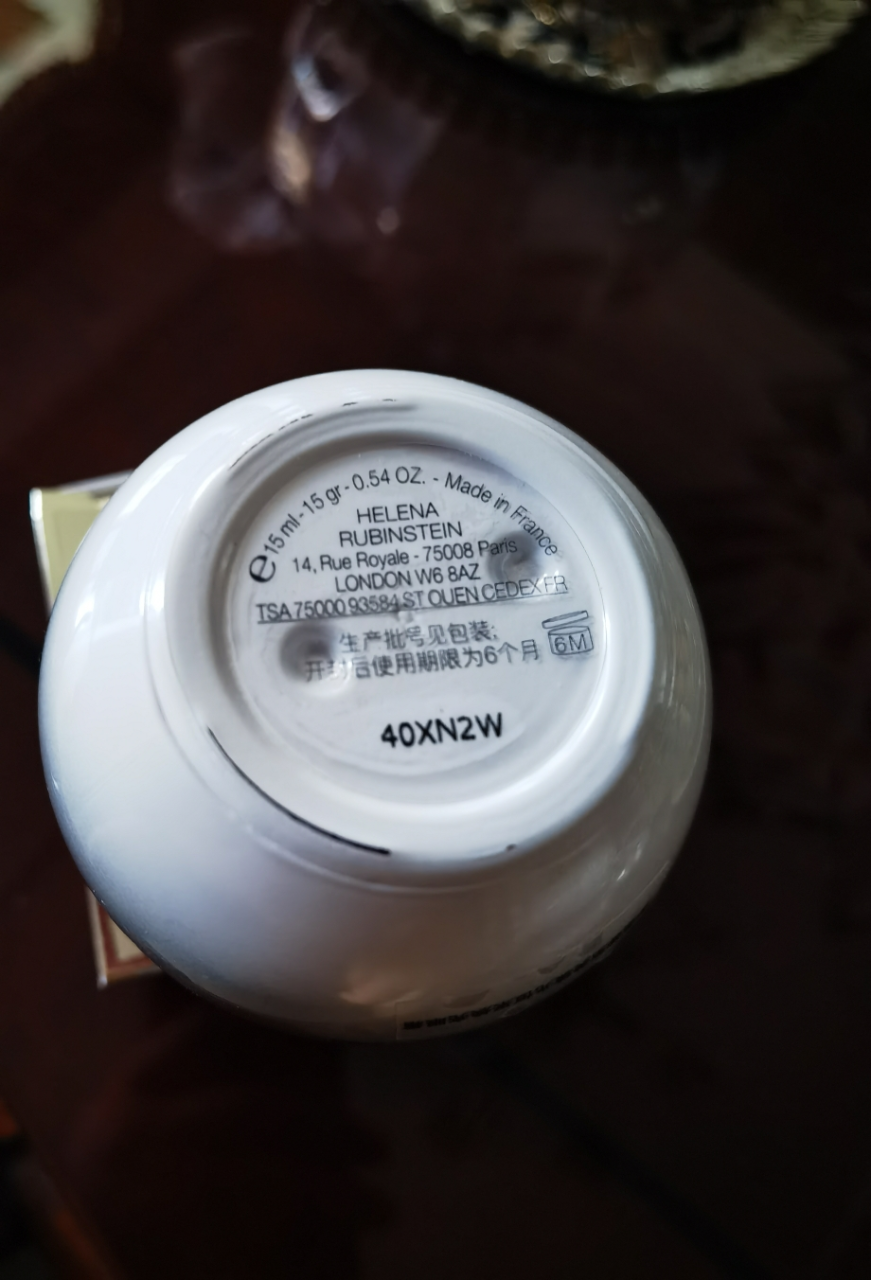 ℮ 15 ml - 15 gr - 0.54 OZ. - Made in France
HELENA
RUBINSTEIN
14, Rue Royale - 75008 Paris
LONDON W6 8AZ
TSA 75000 93584 ST OUEN CEDEX FR
生产批号见包装;
开封后使用期限为6个月 6M
40XN2W